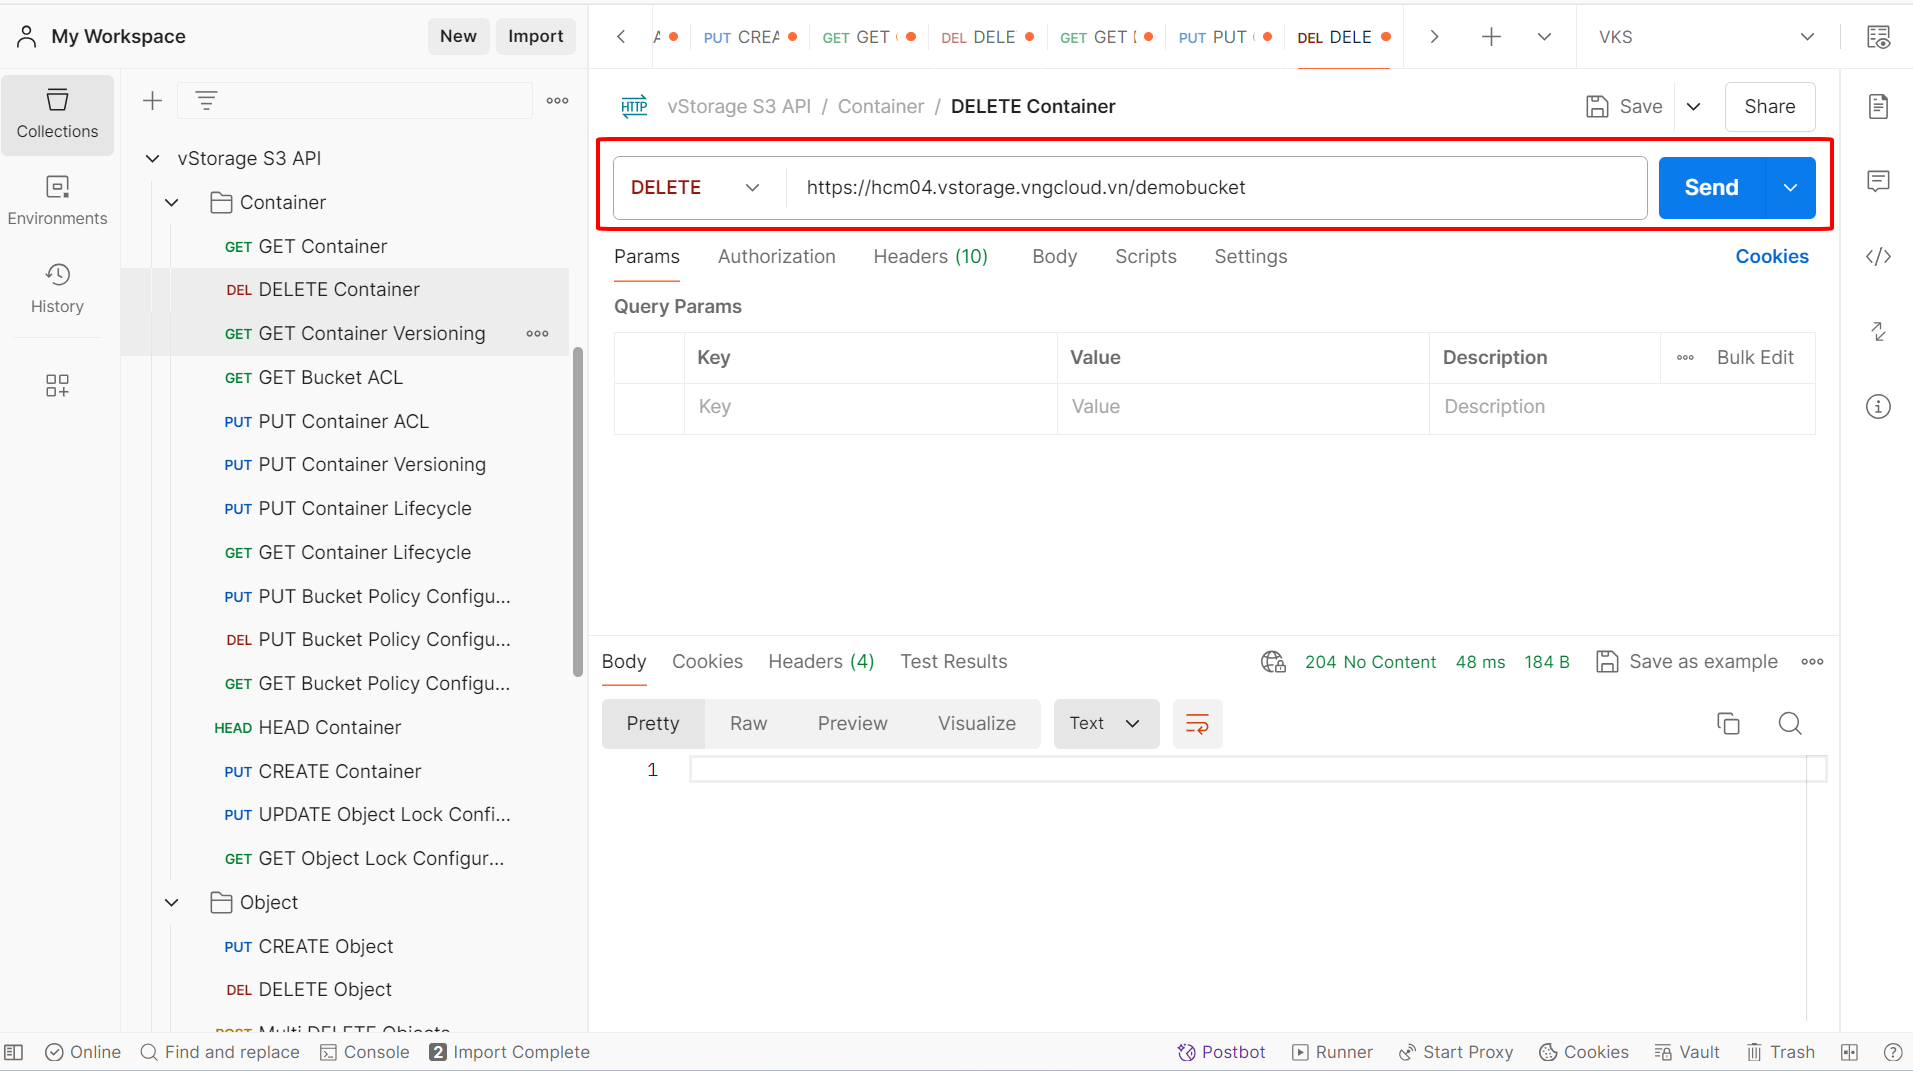 My Workspace
New
Import
PUT CREA
GET GET
DEL DELE
GET GET
PUT PUT
DEL DELE
VKS
Collections
Environments
History
vStorage S3 API
Container
GET GET Container
DEL DELETE Container
GET GET Container Versioning
GET GET Bucket ACL
PUT PUT Container ACL
PUT PUT Container Versioning
PUT PUT Container Lifecycle
GET GET Container Lifecycle
PUT PUT Bucket Policy Configu...
DEL PUT Bucket Policy Configu...
GET GET Bucket Policy Configu...
HEAD HEAD Container
PUT CREATE Container
PUT UPDATE Object Lock Confi...
GET GET Object Lock Configur...
Object
PUT CREATE Object
DEL DELETE Object
POST Multi DELETE Objects
HTTP vStorage S3 API / Container / DELETE Container
Save
Share
DELETE
https://hcm04.vstorage.vngcloud.vn/demobucket
Send
Params
Authorization
Headers (10)
Body
Scripts
Settings
Cookies
Query Params
Key
Value
Description
Bulk Edit
Key
Value
Description
Body
Cookies
Headers (4)
Test Results
204 No Content
48 ms
184 B
Save as example
Pretty
Raw
Preview
Visualize
Text
1
Online
Find and replace
Console
2 Import Complete
Postbot
Runner
Start Proxy
Cookies
Vault
Trash